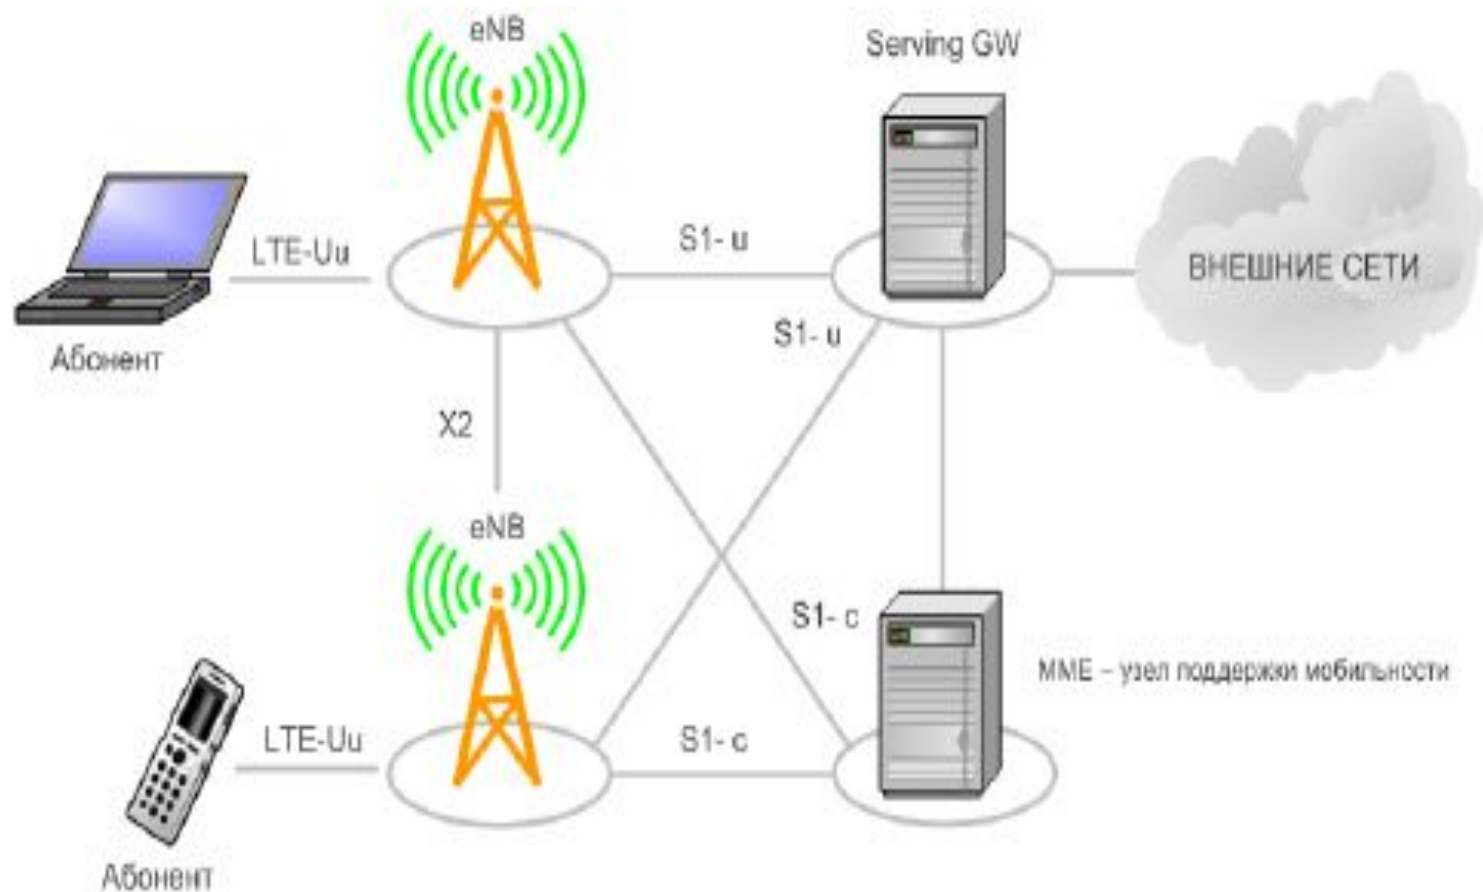 eNB
Serving GW
LTE-Uu
S1- u
ВНЕШНИЕ СЕТИ
Абонент
S1- u
X2
eNB
S1- c
MME – узел поддержки мобильности
LTE-Uu
S1- c
Абонент